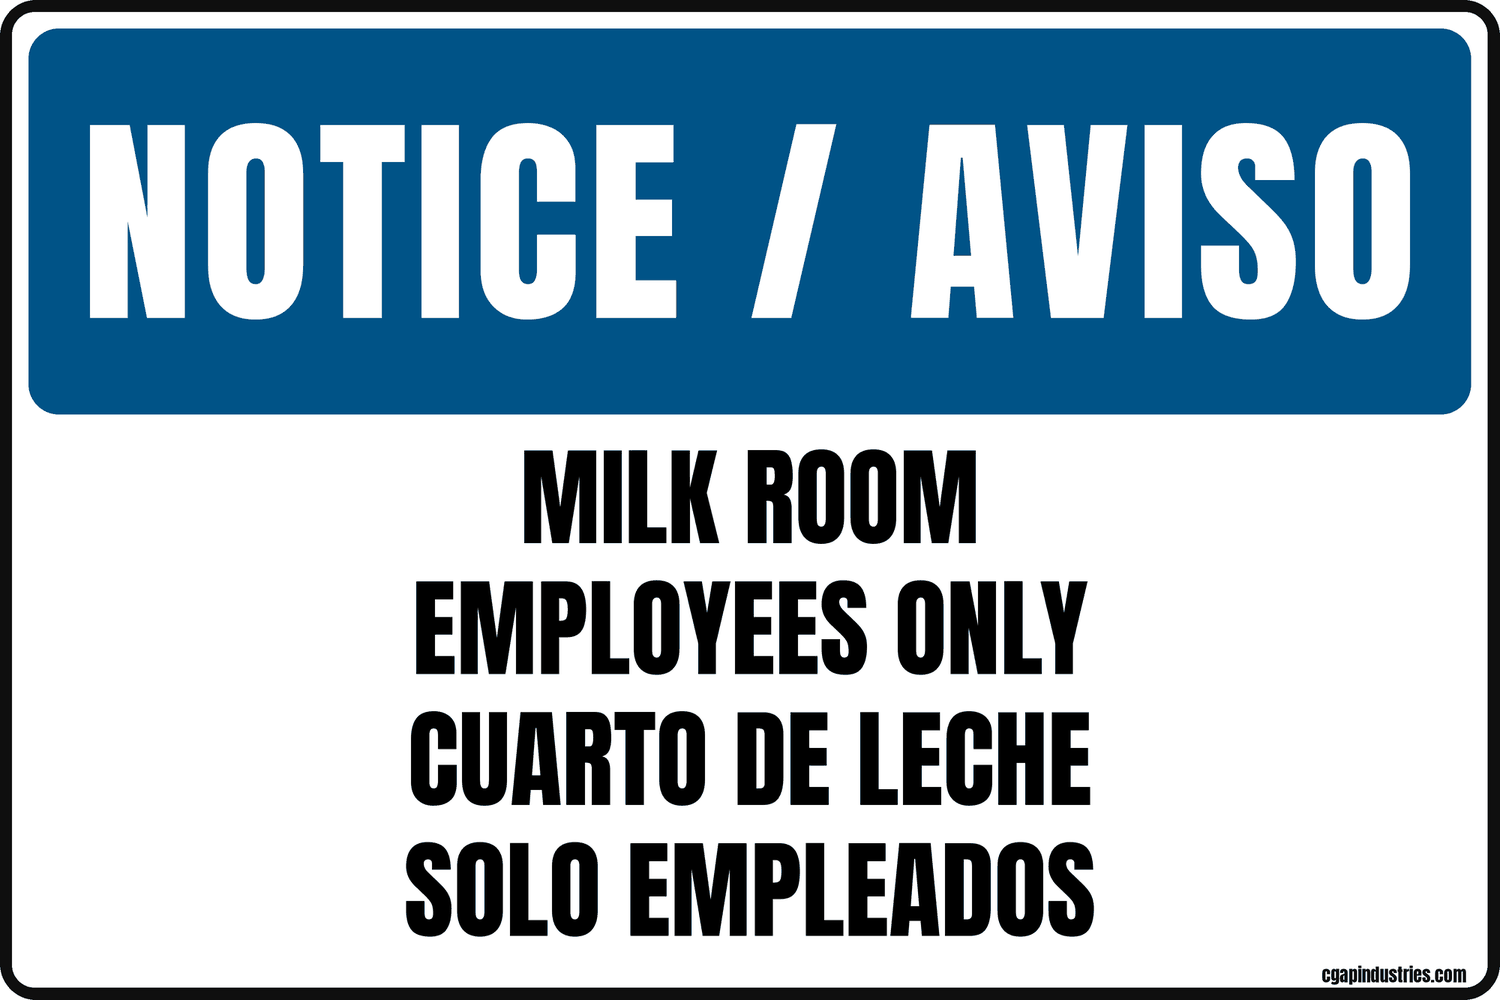 NOTICE / AVISO
MILK ROOM
EMPLOYEES ONLY
CUARTO DE LECHE
SOLO EMPLEADOS
cgapindustries.com